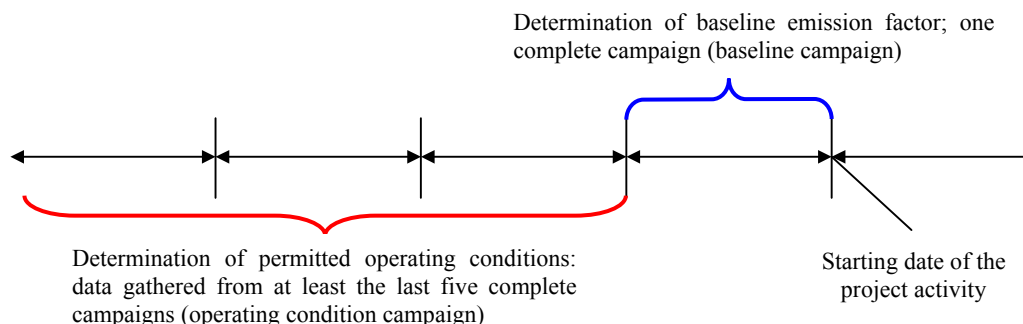 Determination of baseline emission factor; one
complete campaign (baseline campaign)
Determination of permitted operating conditions:
data gathered from at least the last five complete
campaigns (operating condition campaign)
Starting date of the
project activity